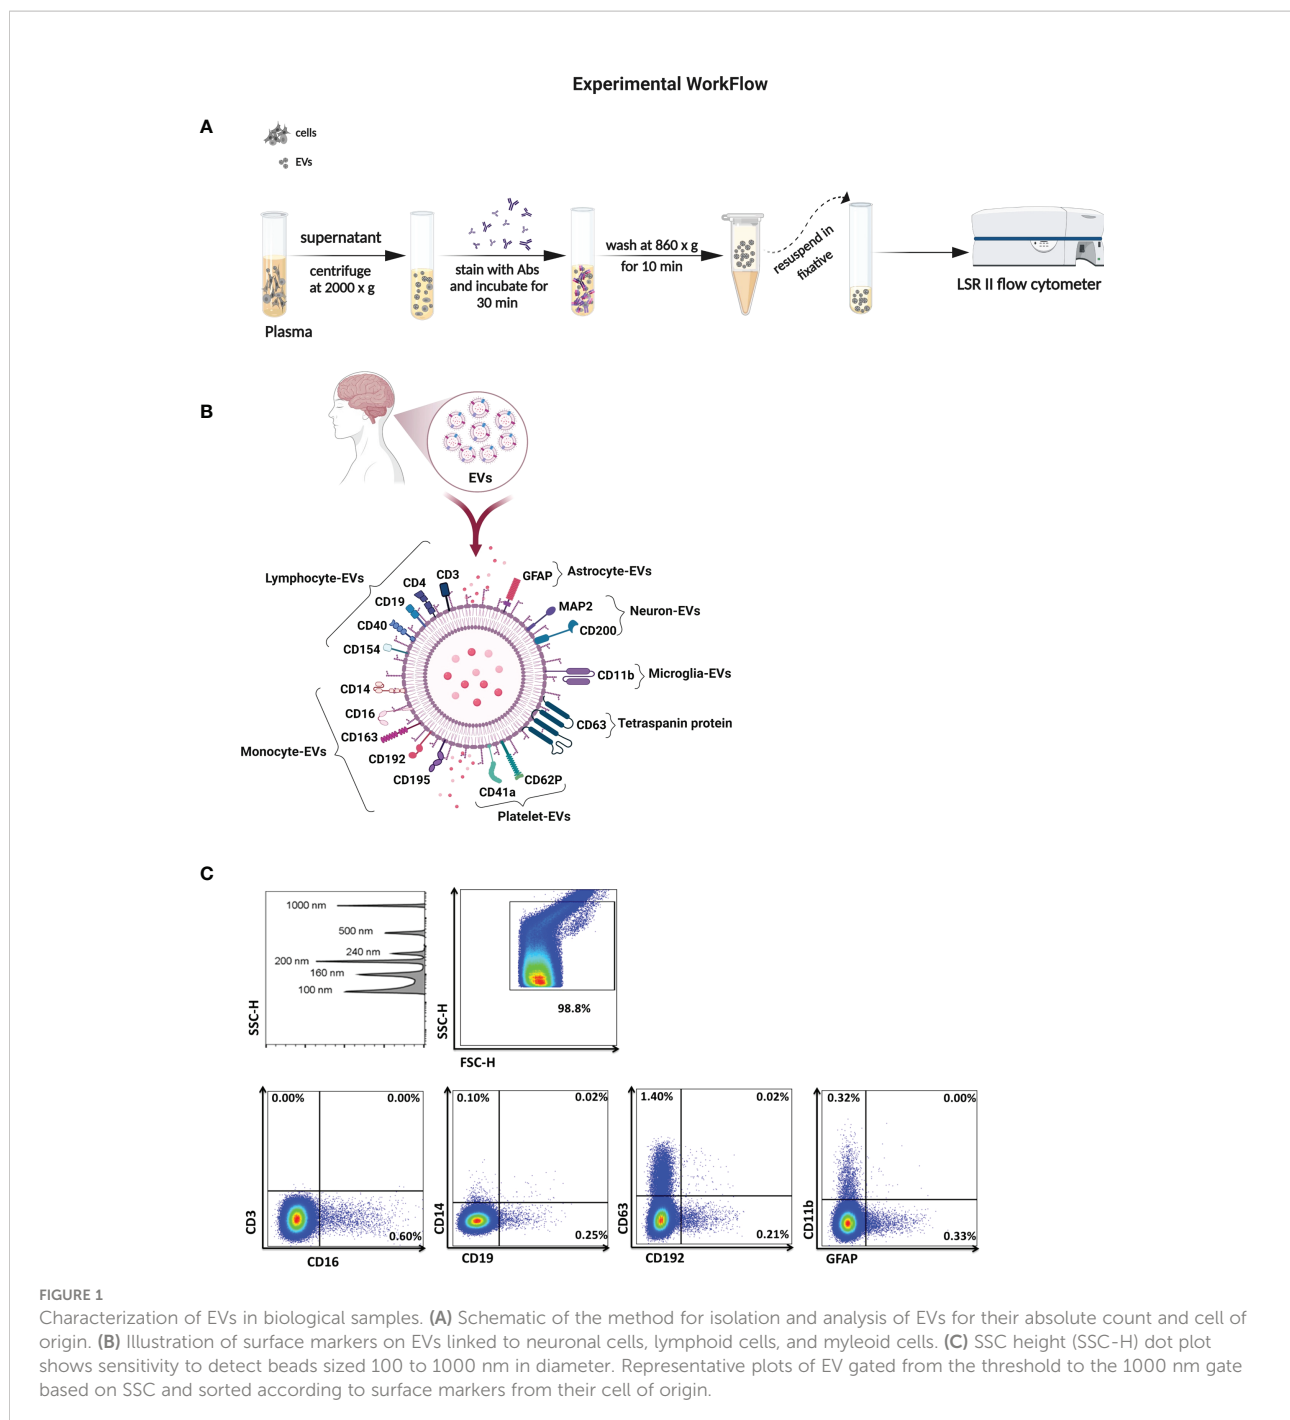 Experimental WorkFlow
A
cells
EVs
supernatant
centrifuge
at 2000 x g
Plasma
stain with Abs
and incubate for
30 min
wash at 860 x g
for 10 min
resuspend in
fixative
LSR II flow cytometer
B
EVs
Lymphocyte-EVs
CD3
CD4
CD19
CD40
CD154
GFAP
Astrocyte-EVs
MAP2
CD200
Neuron-EVs
CD11b
Microglia-EVs
CD63
Tetraspanin protein
CD14
CD16
CD163
CD192
CD195
Monocyte-EVs
CD41a
CD62P
Platelet-EVs
C
1000 nm
500 nm
240 nm
200 nm
160 nm
100 nm
SSC-H
SSC-H
98.8%
FSC-H
0.00%
0.00%
0.60%
CD3
CD16
0.10%
0.02%
0.25%
CD14
CD19
1.40%
0.02%
0.21%
CD63
CD192
0.32%
0.00%
0.33%
CD11b
GFAP
FIGURE 1
Characterization of EVs in biological samples. (A) Schematic of the method for isolation and analysis of EVs for their absolute count and cell of
origin. (B) Illustration of surface markers on EVs linked to neuronal cells, lymphoid cells, and myleoid cells. (C) SSC height (SSC-H) dot plot
shows sensitivity to detect beads sized 100 to 1000 nm in diameter. Representative plots of EV gated from the threshold to the 1000 nm gate
based on SSC and sorted according to surface markers from their cell of origin.